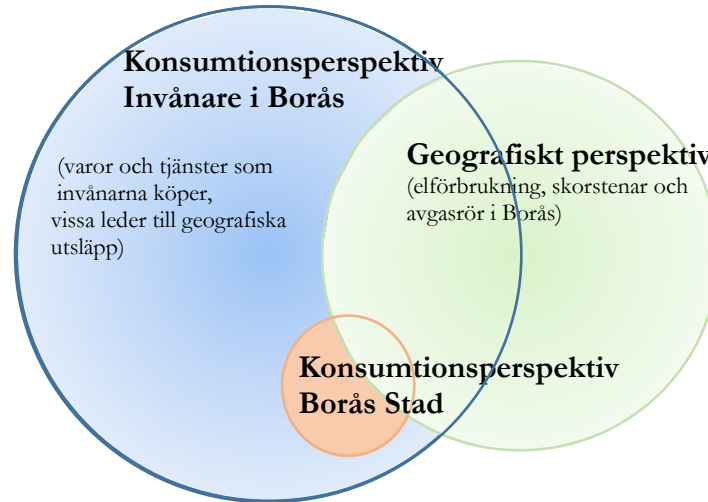 Konsumtionsperspektiv
Invånare i Borås
(varor och tjänster som
invånarna köper,
vissa leder till geografiska
utsläpp)
Geografiskt perspektiv
(elförbrukning, skorstenar och
avgasrör i Borås)
Konsumtionsperspektiv
Borås Stad